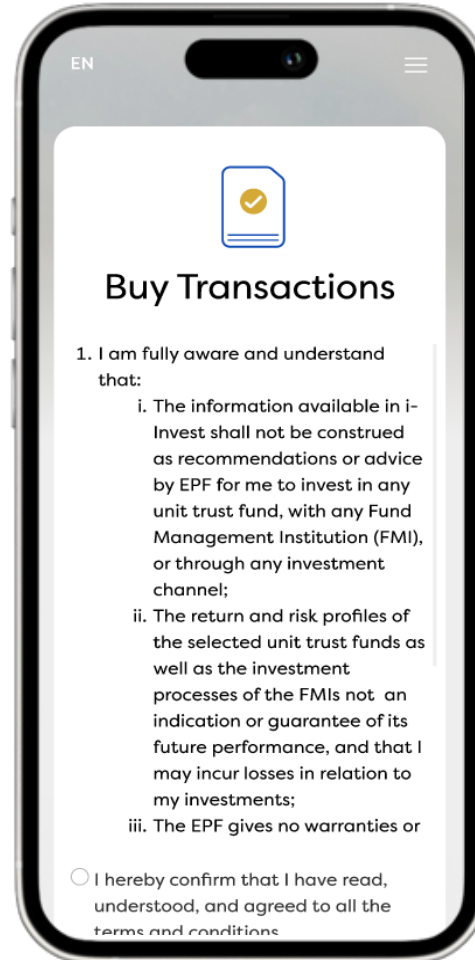 EN
Buy Transactions
1. I am fully aware and understand
that:
i. The information available in i-
Invest shall not be construed
as recommendations or advice
by EPF for me to invest in any
unit trust fund, with any Fund
Management Institution (FMI),
or through any investment
channel;
ii. The return and risk profiles of
the selected unit trust funds as
well as the investment
processes of the FMIs not  an
indication or guarantee of its
future performance, and that I
may incur losses in relation to
my investments;
iii. The EPF gives no warranties or
I hereby confirm that I have read,
understood, and agreed to all the
terms and conditions